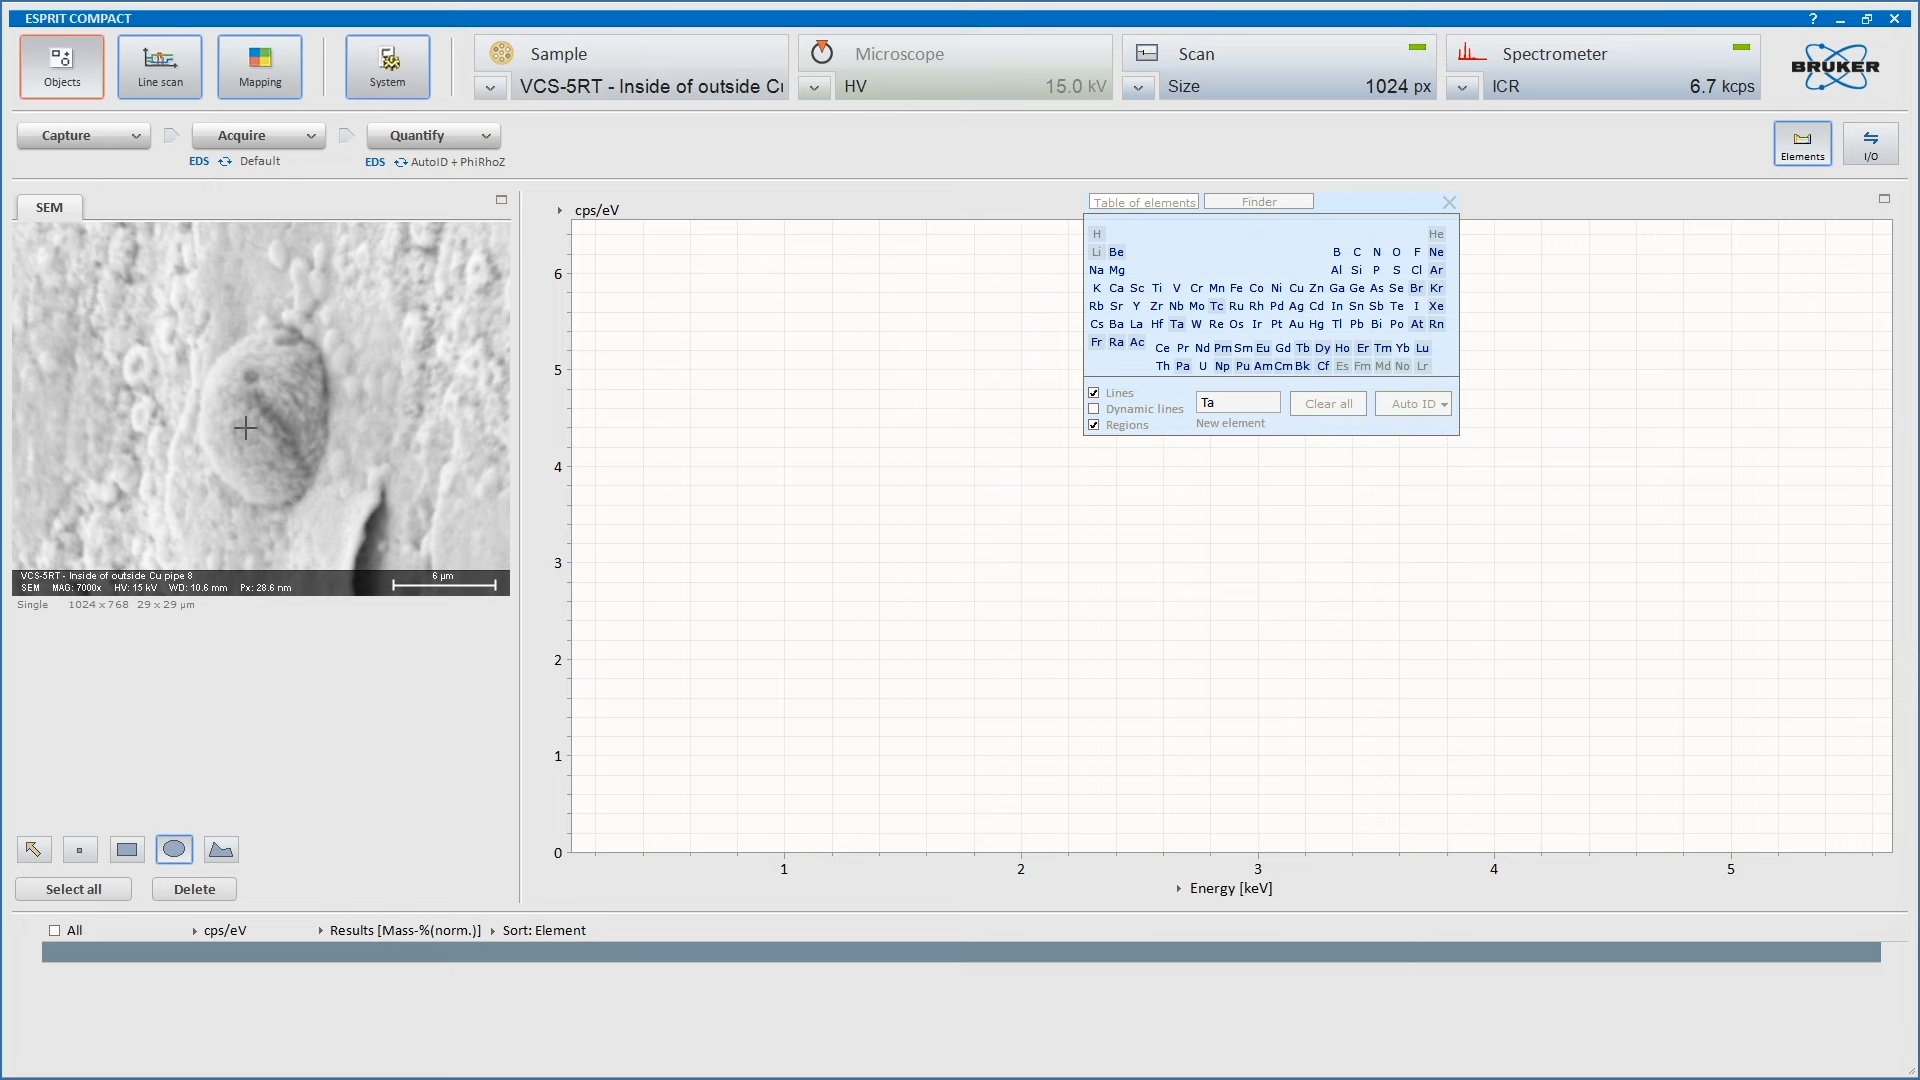 ESPRIT COMPACT
Objects
Line scan
Mapping
System
Sample
VCS-5RT - Inside of outside Cu
Microscope
HV 15.0 kV
Scan
Size 1024 px
Spectrometer
ICR 6.7 kcps
BRUKER
Capture
Acquire
Quantify
EDS Default
EDS AutoID + PhiRhoZ
Elements
I/O
SEM
VCS-5RT - Inside of outside Cu pipe 8
SEM MAG: 7000x HV: 15 kV WD: 10.6 mm Px: 28.6 nm
6 µm
Single 1024 x 768 29 x 29 µm
Select all
Delete
cps/eV
6
5
4
3
2
1
0
1 2 3 4 5
Energy [keV]
Table of elements
Finder
H He
Li Be B C N O F Ne
Na Mg Al Si P S Cl Ar
K Ca Sc Ti V Cr Mn Fe Co Ni Cu Zn Ga Ge As Se Br Kr
Rb Sr Y Zr Nb Mo Tc Ru Rh Pd Ag Cd In Sn Sb Te I Xe
Cs Ba La Hf Ta W Re Os Ir Pt Au Hg Tl Pb Bi Po At Rn
Fr Ra Ac
Ce Pr Nd Pm Sm Eu Gd Tb Dy Ho Er Tm Yb Lu
Th Pa U Np Pu Am Cm Bk Cf Es Fm Md No Lr
Lines
Dynamic lines
Regions
Ta
New element
Clear all
Auto ID
All
cps/eV
Results [Mass-%(norm.)]
Sort: Element